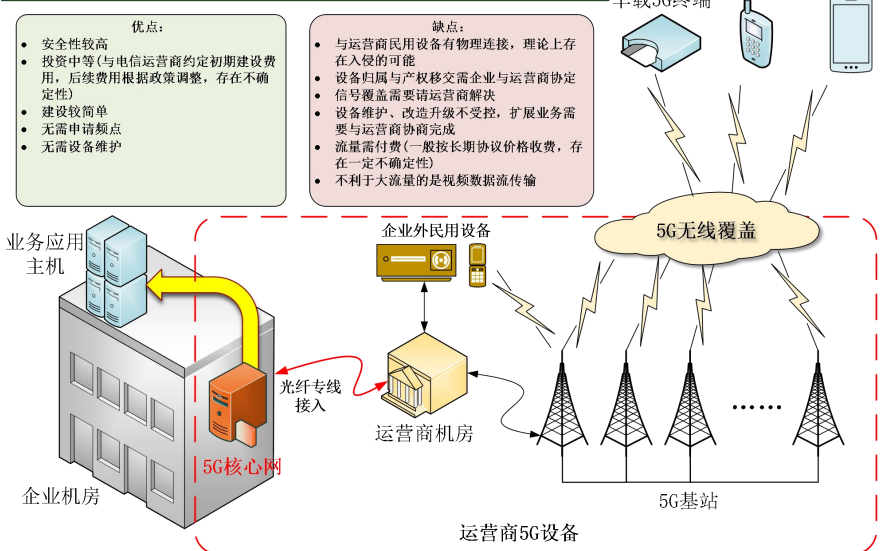 车载5G终端
优点：
• 安全性较高
• 投资中等(与电信运营商约定初期建设费
用，后续费用根据政策调整，存在不确
定性)
• 建设较简单
• 无需申请频点
• 无需设备维护
缺点：
• 与运营商民用设备有物理连接，理论上存
在入侵的可能
• 设备归属与产权移交需企业与运营商协定
• 信号覆盖需要请运营商解决
• 设备维护、改造升级不受控，扩展业务需
要与运营商协商完成
• 流量需付费(一般按长期协议价格收费，存
在一定不确定性)
• 不利于大流量的是视频数据流传输
业务应用
主机
企业外民用设备
5G无线覆盖
光纤专线
接入
运营商机房
······
5G核心网
企业机房
5G基站
运营商5G设备